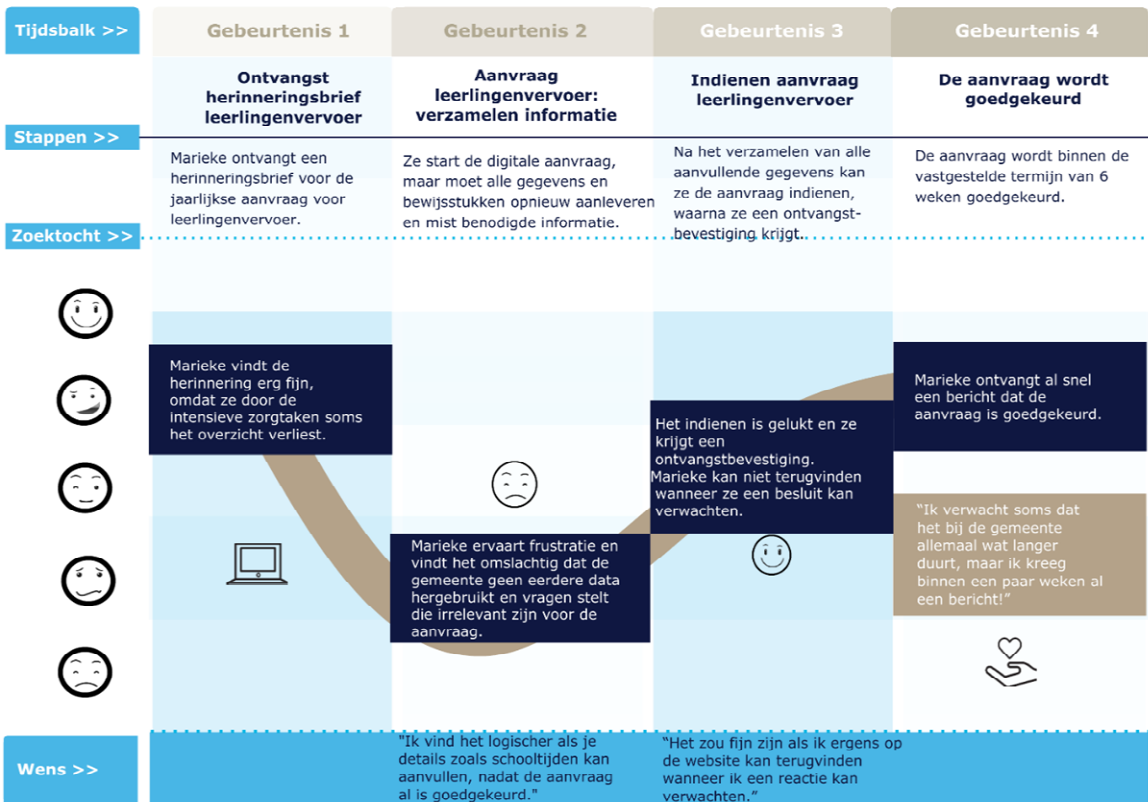 Tijdsbalk >>
Gebeurtenis 1
Gebeurtenis 2
Gebeurtenis 3
Gebeurtenis 4
Ontvangst
herinneringsbrief
leerlingenvervoer
Aanvraag
leerlingenvervoer:
verzamelen informatie
Indienen aanvraag
leerlingenvervoer
De aanvraag wordt
goedgekeurd
Stappen >>
Marieke ontvangt een
herinneringsbrief voor de
jaarlijkse aanvraag voor
leerlingenvervoer.
Ze start de digitale aanvraag,
maar moet alle gegevens en
bewijsstukken opnieuw aanleveren
en mist benodigde informatie.
Na het verzamelen van alle
aanvullende gegevens kan
ze de aanvraag indienen,
waarna ze een ontvangst-
bevestiging krijgt.
De aanvraag wordt binnen de
vastgestelde termijn van 6
weken goedgekeurd.
Zoektocht >>
Marieke vindt de
herinnering erg fijn,
omdat ze door de
intensieve zorgtaken soms
het overzicht verliest.
Marieke ervaart frustratie en
vindt het omslachtig dat de
gemeente geen eerdere data
hergebruikt en vragen stelt
die irrelevant zijn voor de
aanvraag.
Het indienen is gelukt en ze
krijgt een
ontvangstbevestiging.
Marieke kan niet terugvinden
wanneer ze een besluit kan
verwachten.
Marieke ontvangt al snel
een bericht dat de
aanvraag is goedgekeurd.
“Ik verwacht soms dat
het bij de gemeente
allemaal wat langer
duurt, maar ik kreeg
binnen een paar weken al
een bericht!”
Wens >>
"Ik vind het logischer als je
details zoals schooltijden kan
aanvullen, nadat de aanvraag
al is goedgekeurd."
“Het zou fijn zijn als ik ergens op
de website kan terugvinden
wanneer ik een reactie kan
verwachten.”